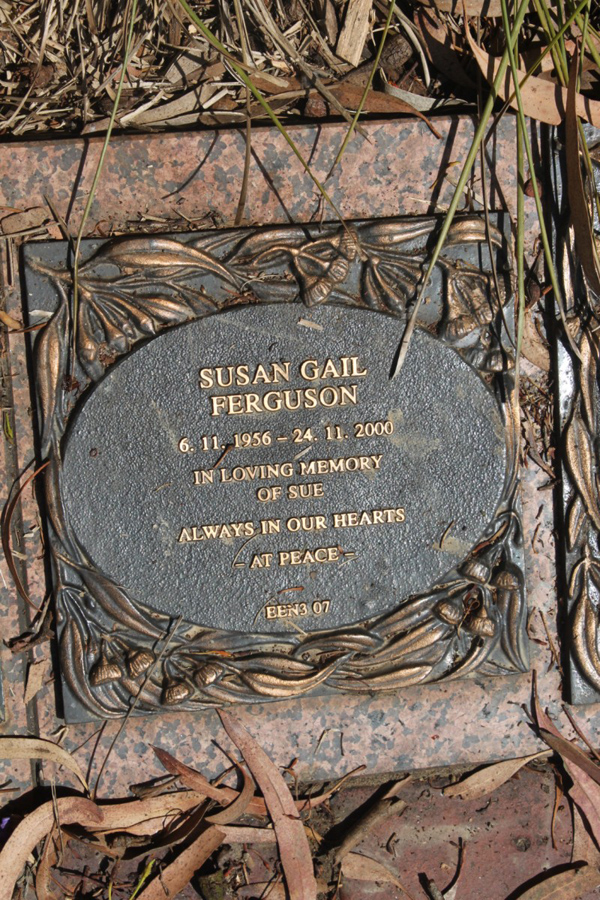 SUSAN GAIL
FERGUSON
6. 11. 1956 – 24. 11. 2000
IN LOVING MEMORY
OF SUE
ALWAYS IN OUR HEARTS
– AT PEACE –
EEN3 07